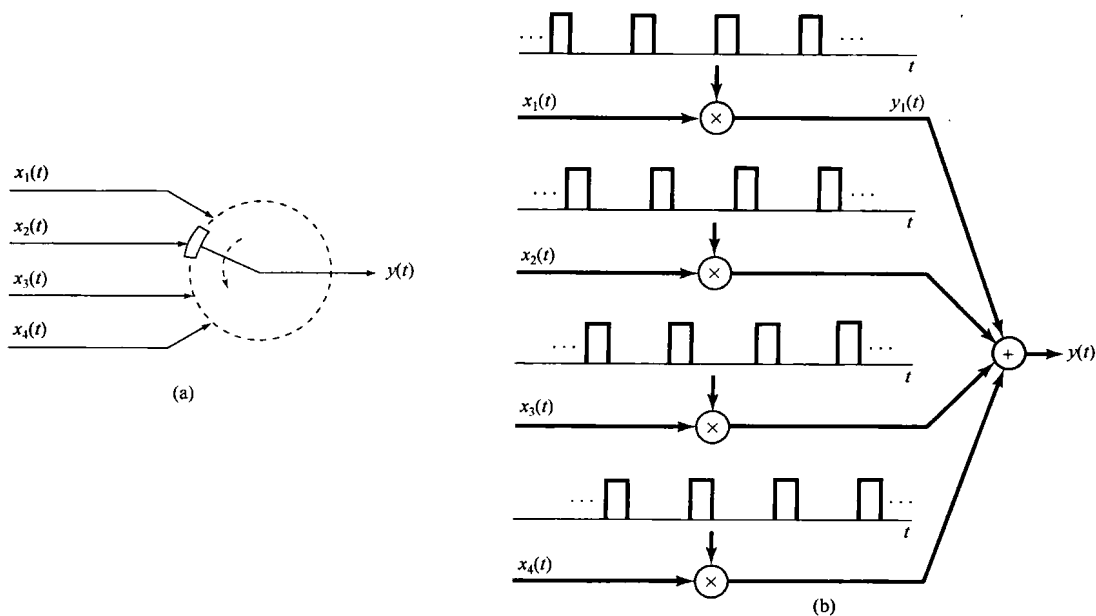 x₁(t)
x₂(t)
x₃(t)
x₄(t)
y(t)
(a)
... ...
t
x₁(t)
×
y₁(t)
... ...
t
x₂(t)
×
... ...
t
x₃(t)
×
+
y(t)
... ...
t
x₄(t)
×
(b)